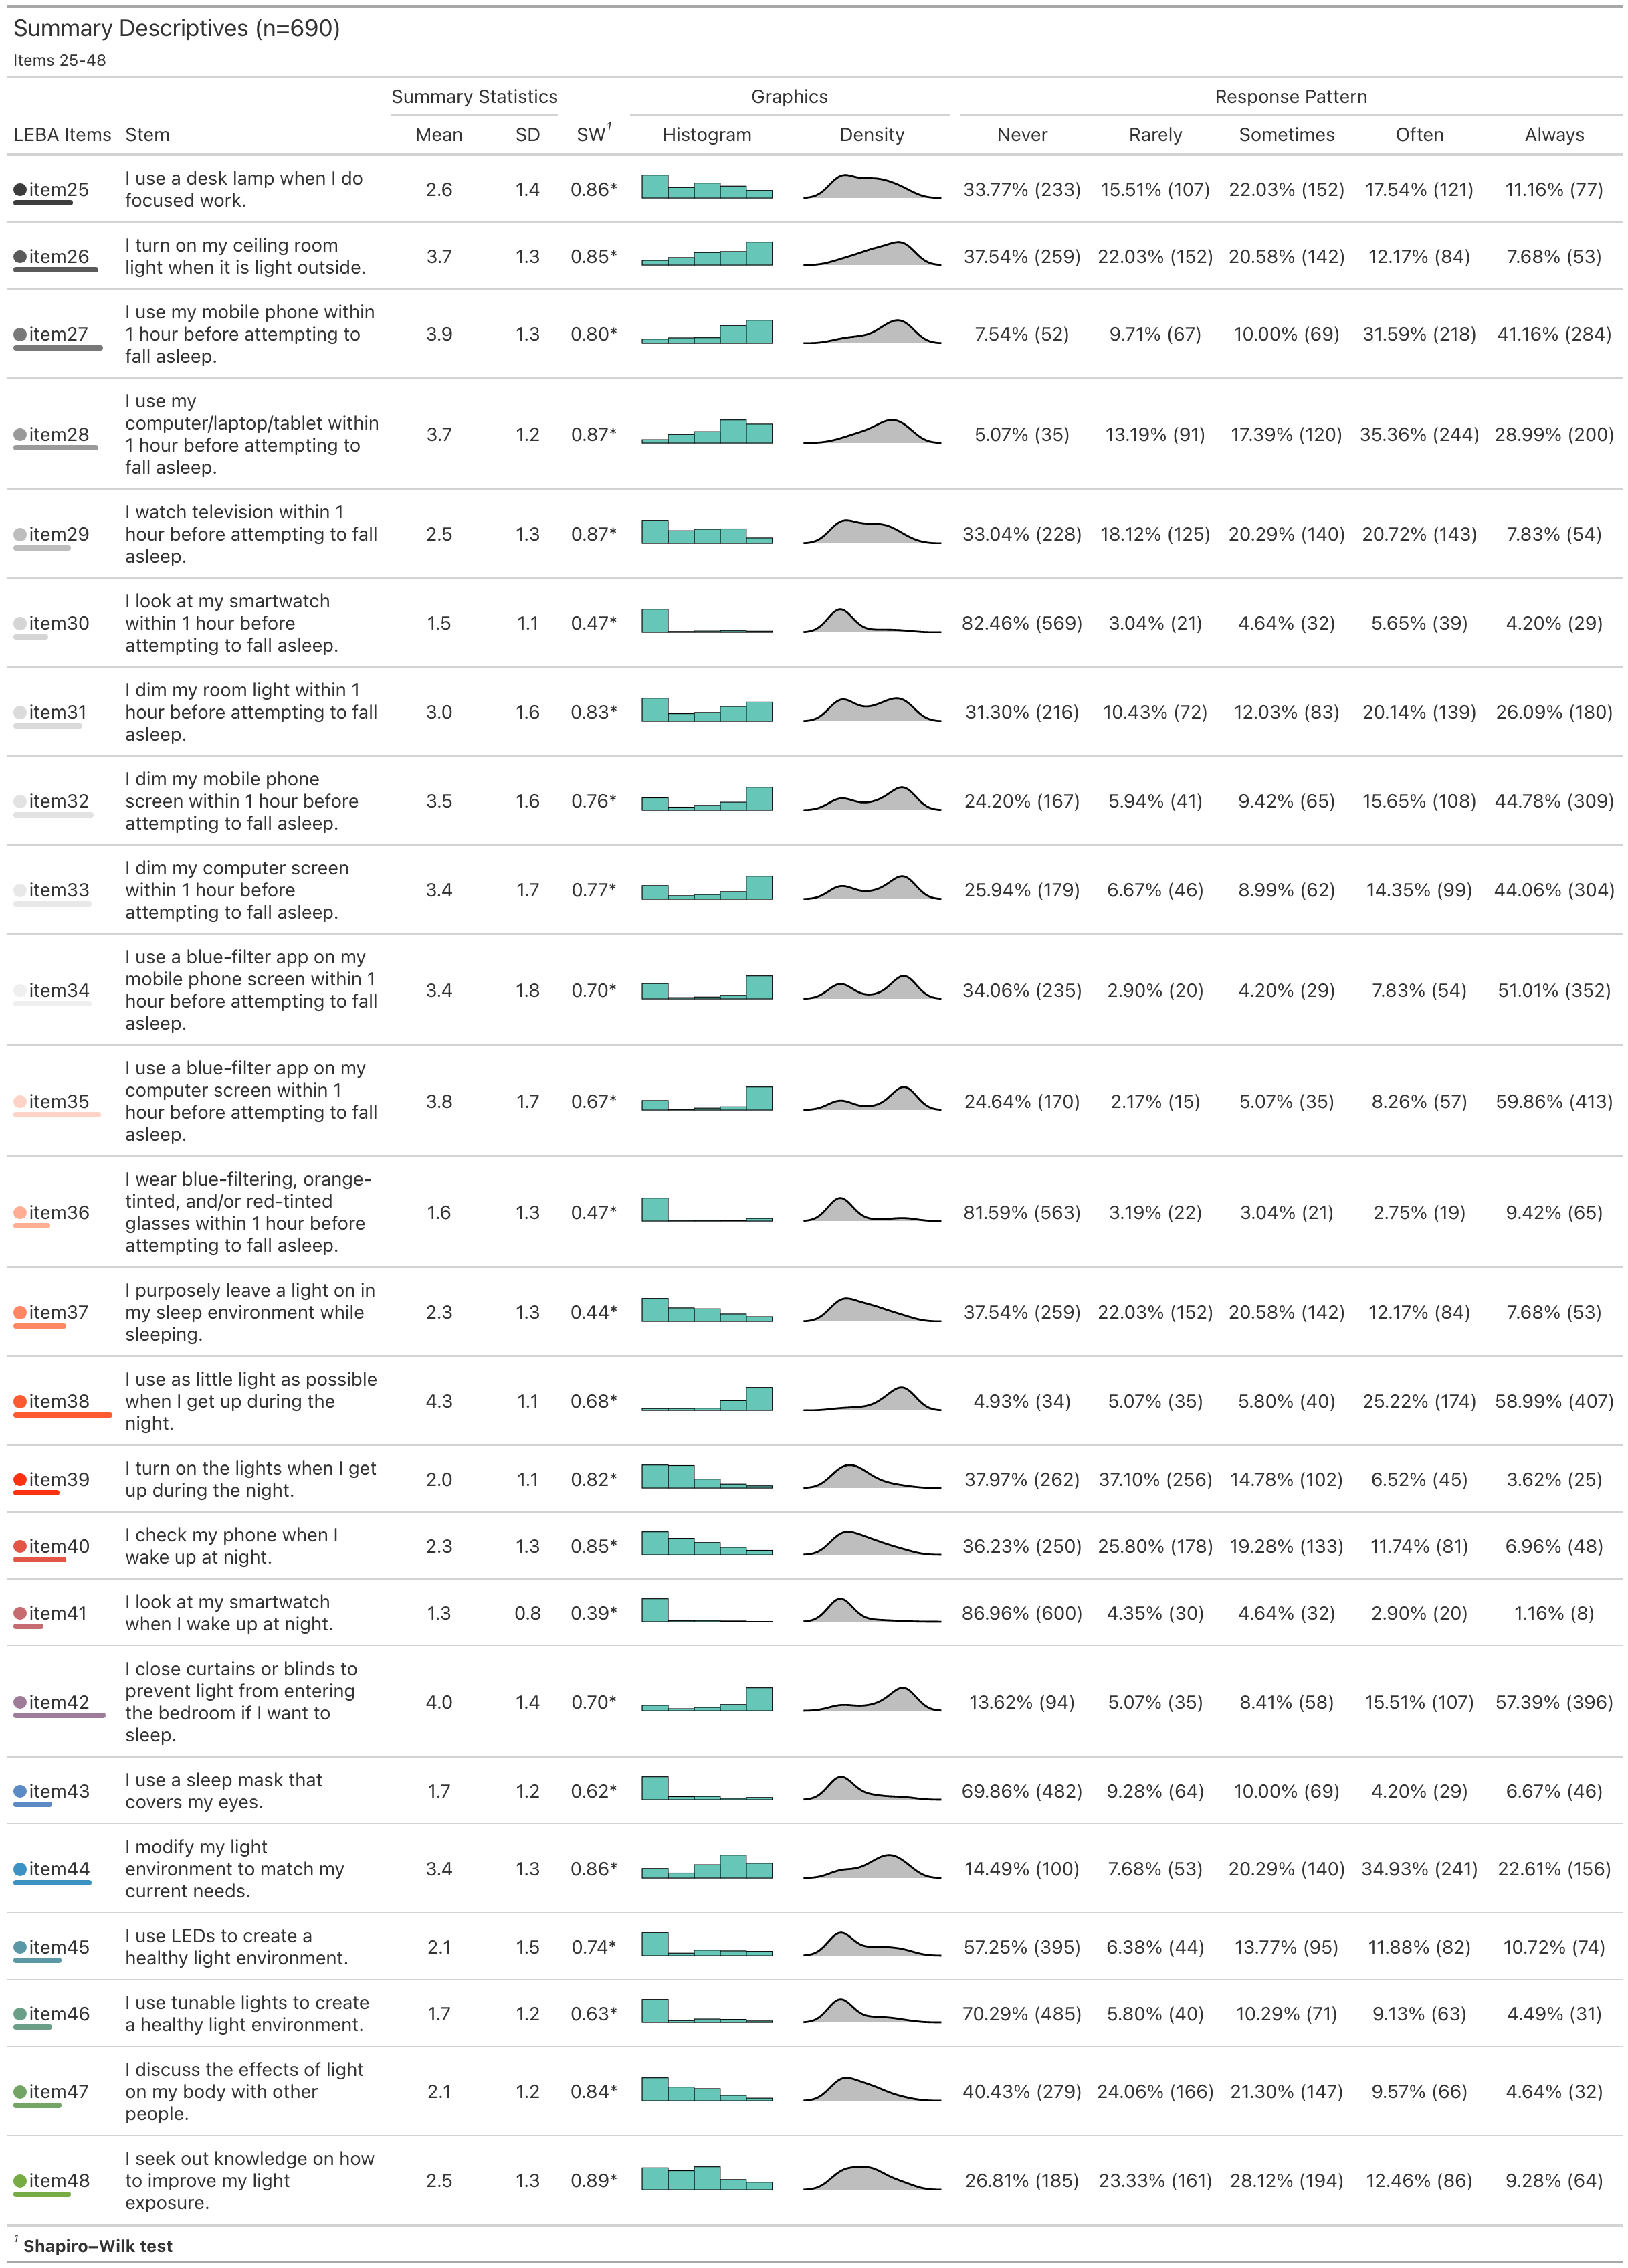 Summary Descriptives (n=690)
Items 25-48
Summary Statistics Graphics Response Pattern
LEBA Items Stem Mean SD SW1 Histogram Density Never Rarely Sometimes Often Always
item25 I use a desk lamp when I do focused work. 2.6 1.4 0.86* 33.77% (233) 15.51% (107) 22.03% (152) 17.54% (121) 11.16% (77)
item26 I turn on my ceiling room light when it is light outside. 3.7 1.3 0.85* 37.54% (259) 22.03% (152) 20.58% (142) 12.17% (84) 7.68% (53)
item27 I use my mobile phone within 1 hour before attempting to fall asleep. 3.9 1.3 0.80* 7.54% (52) 9.71% (67) 10.00% (69) 31.59% (218) 41.16% (284)
item28 I use my computer/laptop/tablet within 1 hour before attempting to fall asleep. 3.7 1.2 0.87* 5.07% (35) 13.19% (91) 17.39% (120) 35.36% (244) 28.99% (200)
item29 I watch television within 1 hour before attempting to fall asleep. 2.5 1.3 0.87* 33.04% (228) 18.12% (125) 20.29% (140) 20.72% (143) 7.83% (54)
item30 I look at my smartwatch within 1 hour before attempting to fall asleep. 1.5 1.1 0.47* 82.46% (569) 3.04% (21) 4.64% (32) 5.65% (39) 4.20% (29)
item31 I dim my room light within 1 hour before attempting to fall asleep. 3.0 1.6 0.83* 31.30% (216) 10.43% (72) 12.03% (83) 20.14% (139) 26.09% (180)
item32 I dim my mobile phone screen within 1 hour before attempting to fall asleep. 3.5 1.6 0.76* 24.20% (167) 5.94% (41) 9.42% (65) 15.65% (108) 44.78% (309)
item33 I dim my computer screen within 1 hour before attempting to fall asleep. 3.4 1.7 0.77* 25.94% (179) 6.67% (46) 8.99% (62) 14.35% (99) 44.06% (304)
item34 I use a blue-filter app on my mobile phone screen within 1 hour before attempting to fall asleep. 3.4 1.8 0.70* 34.06% (235) 2.90% (20) 4.20% (29) 7.83% (54) 51.01% (352)
item35 I use a blue-filter app on my computer screen within 1 hour before attempting to fall asleep. 3.8 1.7 0.67* 24.64% (170) 2.17% (15) 5.07% (35) 8.26% (57) 59.86% (413)
item36 I wear blue-filtering, orange-tinted, and/or red-tinted glasses within 1 hour before attempting to fall asleep. 1.6 1.3 0.47* 81.59% (563) 3.19% (22) 3.04% (21) 2.75% (19) 9.42% (65)
item37 I purposely leave a light on in my sleep environment while sleeping. 2.3 1.3 0.44* 37.54% (259) 22.03% (152) 20.58% (142) 12.17% (84) 7.68% (53)
item38 I use as little light as possible when I get up during the night. 4.3 1.1 0.68* 4.93% (34) 5.07% (35) 5.80% (40) 25.22% (174) 58.99% (407)
item39 I turn on the lights when I get up during the night. 2.0 1.1 0.82* 37.97% (262) 37.10% (256) 14.78% (102) 6.52% (45) 3.62% (25)
item40 I check my phone when I wake up at night. 2.3 1.3 0.85* 36.23% (250) 25.80% (178) 19.28% (133) 11.74% (81) 6.96% (48)
item41 I look at my smartwatch when I wake up at night. 1.3 0.8 0.39* 86.96% (600) 4.35% (30) 4.64% (32) 2.90% (20) 1.16% (8)
item42 I close curtains or blinds to prevent light from entering the bedroom if I want to sleep. 4.0 1.4 0.70* 13.62% (94) 5.07% (35) 8.41% (58) 15.51% (107) 57.39% (396)
item43 I use a sleep mask that covers my eyes. 1.7 1.2 0.62* 69.86% (482) 9.28% (64) 10.00% (69) 4.20% (29) 6.67% (46)
item44 I modify my light environment to match my current needs. 3.4 1.3 0.86* 14.49% (100) 7.68% (53) 20.29% (140) 34.93% (241) 22.61% (156)
item45 I use LEDs to create a healthy light environment. 2.1 1.5 0.74* 57.25% (395) 6.38% (44) 13.77% (95) 11.88% (82) 10.72% (74)
item46 I use tunable lights to create a healthy light environment. 1.7 1.2 0.63* 70.29% (485) 5.80% (40) 10.29% (71) 9.13% (63) 4.49% (31)
item47 I discuss the effects of light on my body with other people. 2.1 1.2 0.84* 40.43% (279) 24.06% (166) 21.30% (147) 9.57% (66) 4.64% (32)
item48 I seek out knowledge on how to improve my light exposure. 2.5 1.3 0.89* 26.81% (185) 23.33% (161) 28.12% (194) 12.46% (86) 9.28% (64)
1 Shapiro–Wilk test